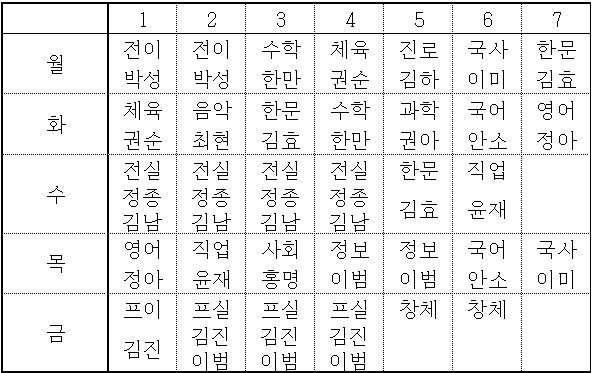 1 2 3 4 5 6 7
월 전이 전이 수학 체육 진로 국사 한문
박성 박성 한만 권순 김하 이미 김효
화 체육 음악 한문 수학 과학 국어 영어
권순 최현 김효 한만 권아 안소 정아
수 전실 전실 전실 전실 한문 직업
정종 정종 정종 정종 김효 윤재
김남 김남 김남 김남
목 영어 직업 사회 정보 정보 국어 국사
정아 윤재 홍명 이범 이범 안소 이미
금 프이 프실 프실 프실 창체 창체
김진 김진 김진 김진
이범 이범 이범